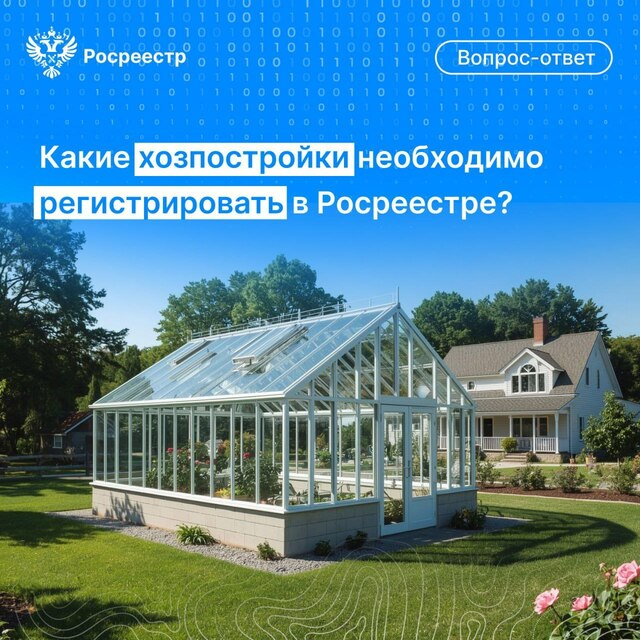 Росреестр
Вопрос-ответ
Какие хозпостройки необходимо
регистрировать в Росреестре?